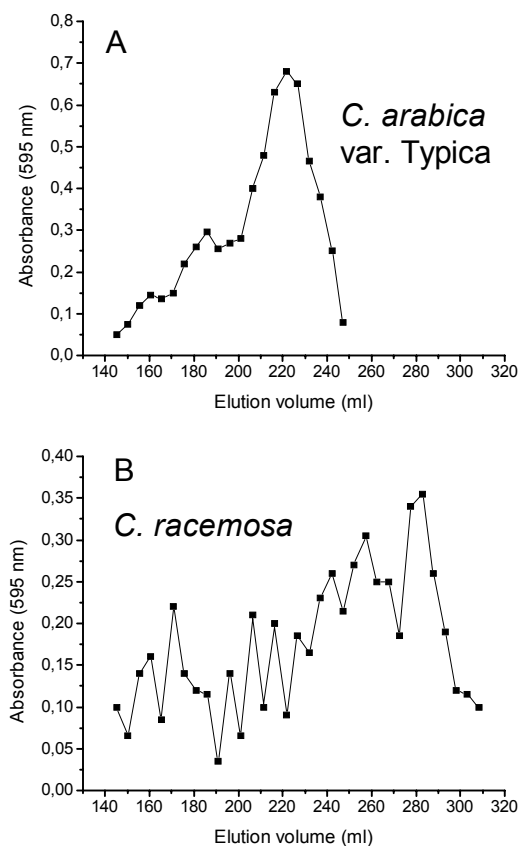 A
C. arabica
var. Typica
Absorbance (595 nm)
0,8
0,7
0,6
0,5
0,4
0,3
0,2
0,1
0,0
140 160 180 200 220 240 260 280 300 320
Elution volume (ml)
B
C. racemosa
Absorbance (595 nm)
0,40
0,35
0,30
0,25
0,20
0,15
0,10
0,05
0,00
140 160 180 200 220 240 260 280 300 320
Elution volume (ml)